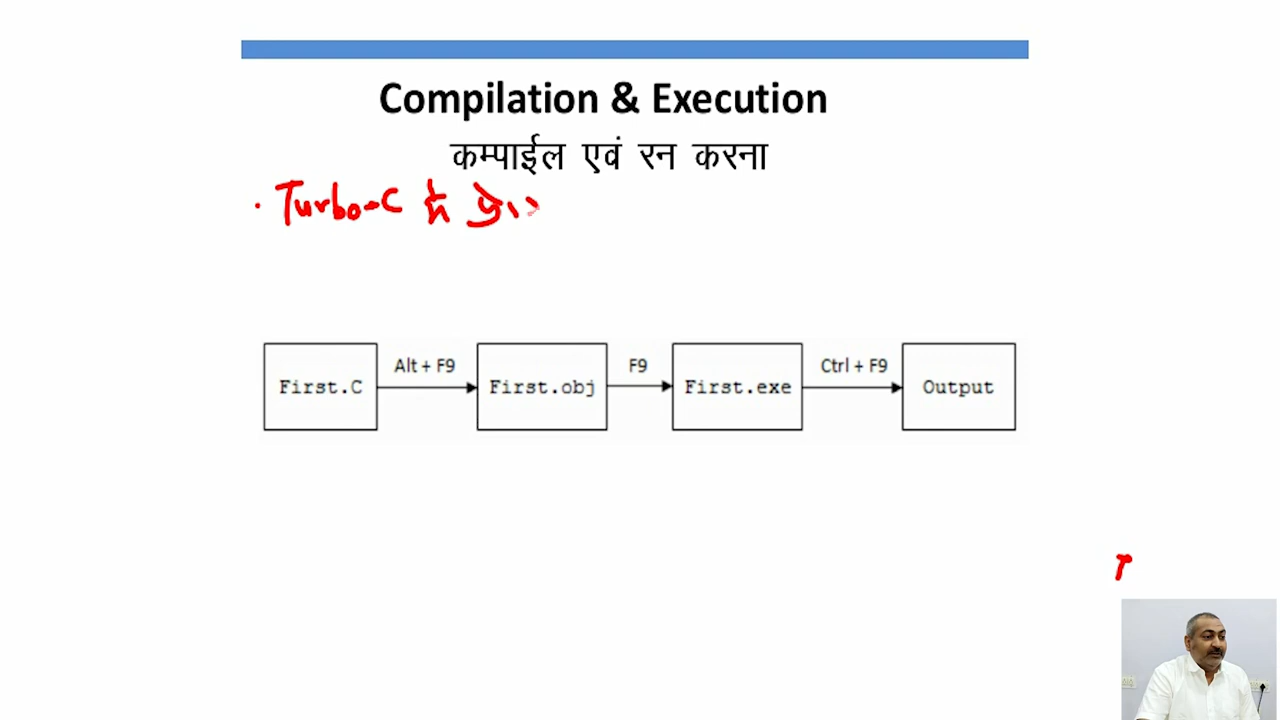 Compilation & Execution
कम्पाईल एवं रन करना
Turbo-C
First.C
Alt + F9
First.obj
F9
First.exe
Ctrl + F9
Output